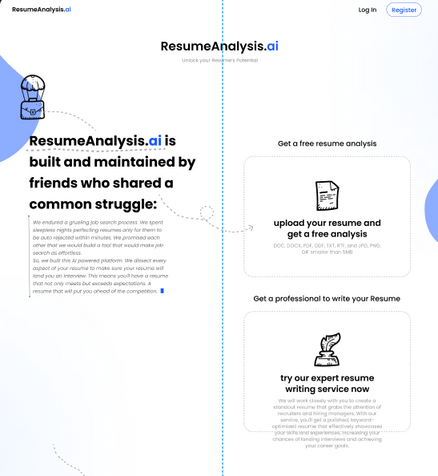 ResumeAnalysis.ai
Log In
Register
ResumeAnalysis.ai
Unlock your Resume's Potential!
ResumeAnalysis.ai is
built and maintained by
friends who shared a
common struggle:
We endured a grueling job search process. We spent
sleepless nights perfecting resumes only for them to
be auto rejected within minutes. We promised each
other that we would build a tool that would make job
search as effortless.
So, we built this AI powered platform. We dissect every
aspect of your resume to make sure your resume will
land you an interview. This means you'll have a resume
that not only meets but exceeds expectations. A
resume that will put you ahead of the competition.
Get a free resume analysis
upload your resume and
get a free analysis
DOC, DOCX, PDF, ODF, TXT, RTF, and JPG, PNG,
GIF smaller than 5MB
Get a professional to write your Resume
try our expert resume
writing service now
We will work closely with you to create a
standout resume that grabs the attention of
recruiters and hiring managers. With our
service, you'll get a polished, keyword-
optimized resume that effectively showcases
your skills and experiences, increasing your
chances of landing interviews and achieving
your career goals.